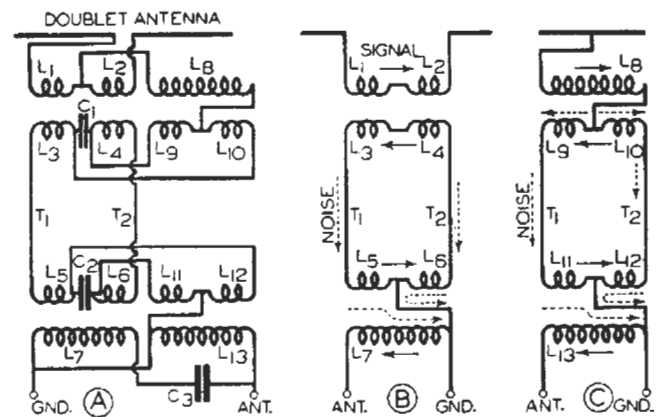 DOUBLET ANTENNA
L1 L2 L8
C1
L3 L4 L9 L10
T1 T2
L5 C2 L6 L11 L12
L7 L13
C3
GND. A ANT.
SIGNAL
L1 L2
L3 L4
NOISE
T1 T2
L5 L6
L7
ANT. B GND.
L8
L9 L10
NOISE
T1 T2
L11 L12
L13
ANT. C GND.